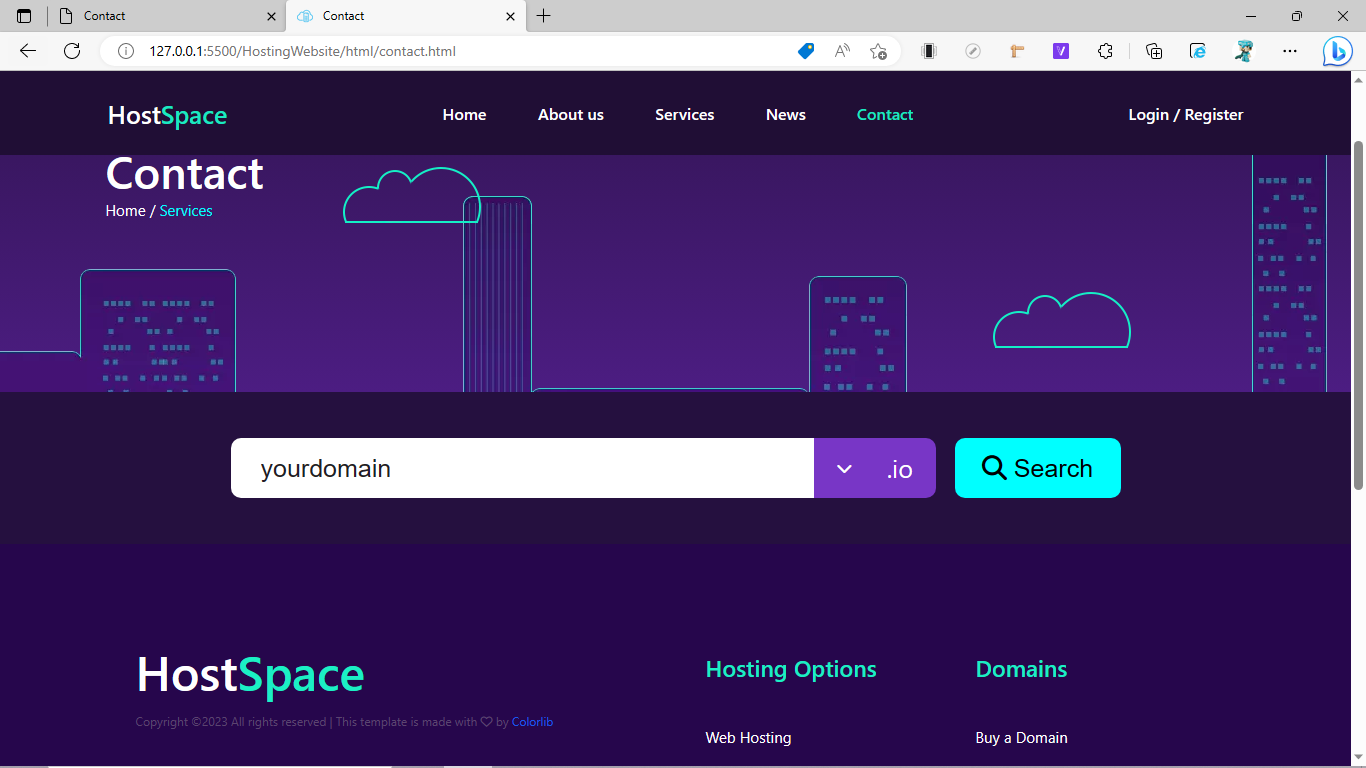 Contact
Contact
127.0.0.1:5500/HostingWebsite/html/contact.html
HostSpace
Home
About us
Services
News
Contact
Login / Register
Contact
Home / Services
yourdomain
.io
Search
HostSpace
Hosting Options
Domains
Copyright ©2023 All rights reserved | This template is made with ♡ by Colorlib
Web Hosting
Buy a Domain